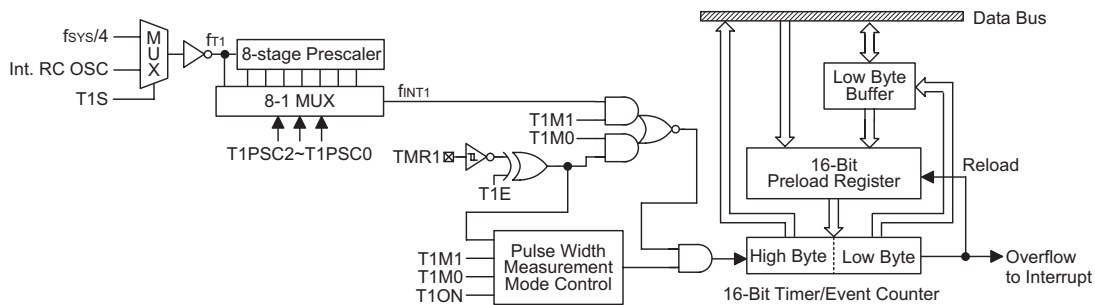 Data Bus
fSYS/4
Int. RC OSC
T1S
M
U
X
fT1
8-stage Prescaler
8-1 MUX
T1PSC2~T1PSC0
fINT1
T1M1
T1M0
TMR1
T1E
T1M1
T1M0
T1ON
Pulse Width
Measurement
Mode Control
Low Byte
Buffer
16-Bit
Preload Register
Reload
High Byte
Low Byte
Overflow
to Interrupt
16-Bit Timer/Event Counter